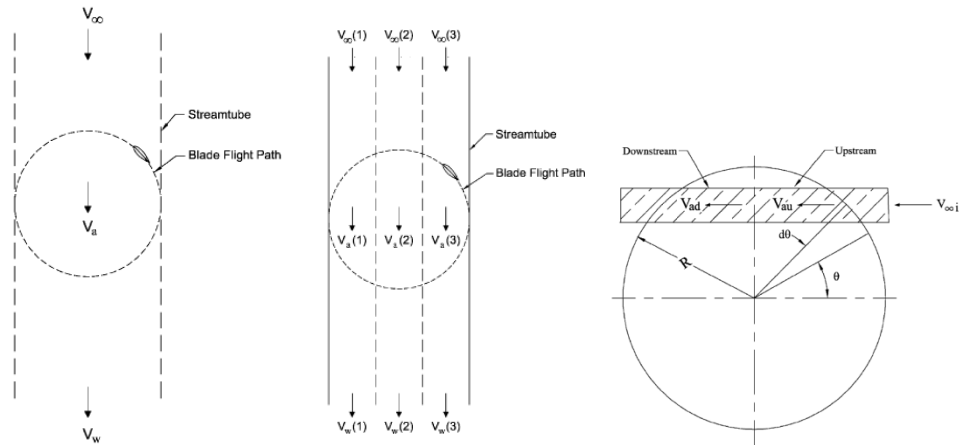 V∞
Streamtube
Blade Flight Path
Va
Vw
V∞(1) V∞(2) V∞(3)
Streamtube
Blade Flight Path
Va(1) Va(2) Va(3)
Vw(1) Vw(2) Vw(3)
Downstream Upstream
Vad Vau V∞i
dθ
R θ